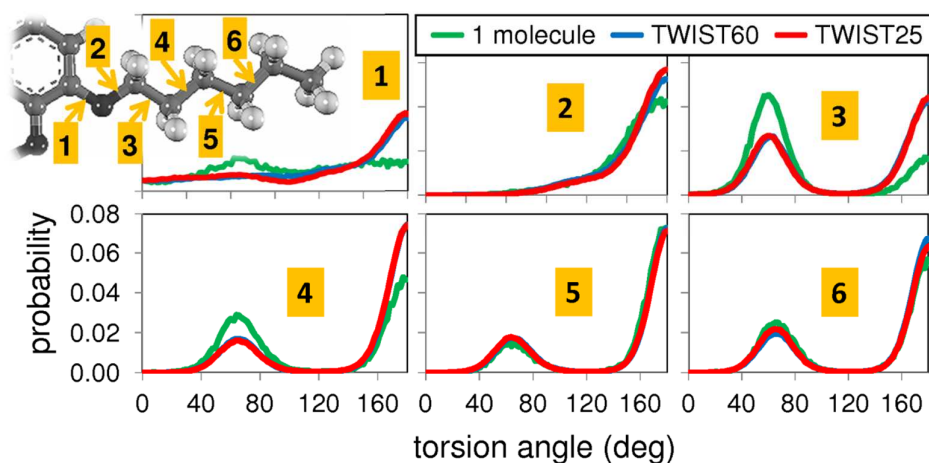 1 molecule TWIST60 TWIST25
2 4 6
1 3 5
1
2
3
0.08
0.06
0.04
0.02
0.00
probability
4
5
6
0 40 80 120 160
0 40 80 120 160
0 40 80 120 160
torsion angle (deg)